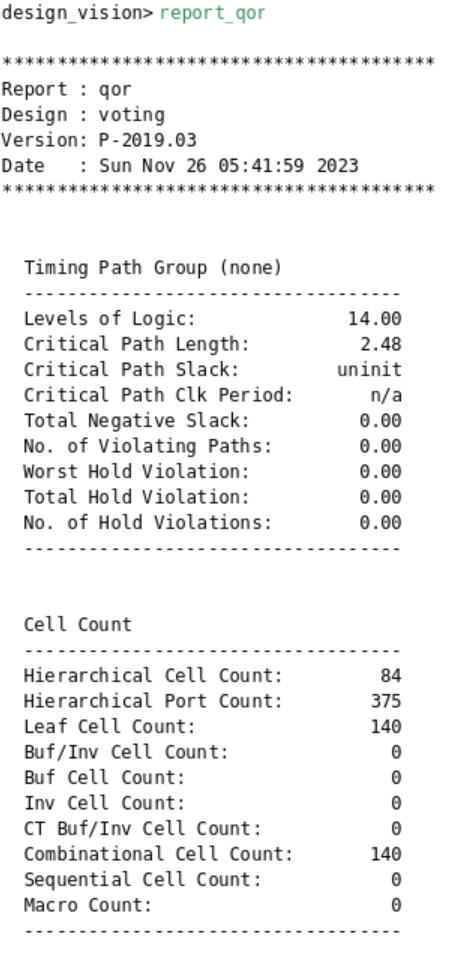 design_vision> report_qor
****************************************
Report : qor
Design : voting
Version: P-2019.03
Date   : Sun Nov 26 05:41:59 2023
****************************************
Timing Path Group (none)
-----------------------------------
Levels of Logic:              14.00
Critical Path Length:          2.48
Critical Path Slack:         uninit
Critical Path Clk Period:       n/a
Total Negative Slack:          0.00
No. of Violating Paths:        0.00
Worst Hold Violation:          0.00
Total Hold Violation:          0.00
No. of Hold Violations:        0.00
-----------------------------------
Cell Count
-----------------------------------
Hierarchical Cell Count:         84
Hierarchical Port Count:        375
Leaf Cell Count:                140
Buf/Inv Cell Count:               0
Buf Cell Count:                   0
Inv Cell Count:                   0
CT Buf/Inv Cell Count:            0
Combinational Cell Count:       140
Sequential Cell Count:            0
Macro Count:                      0
-----------------------------------